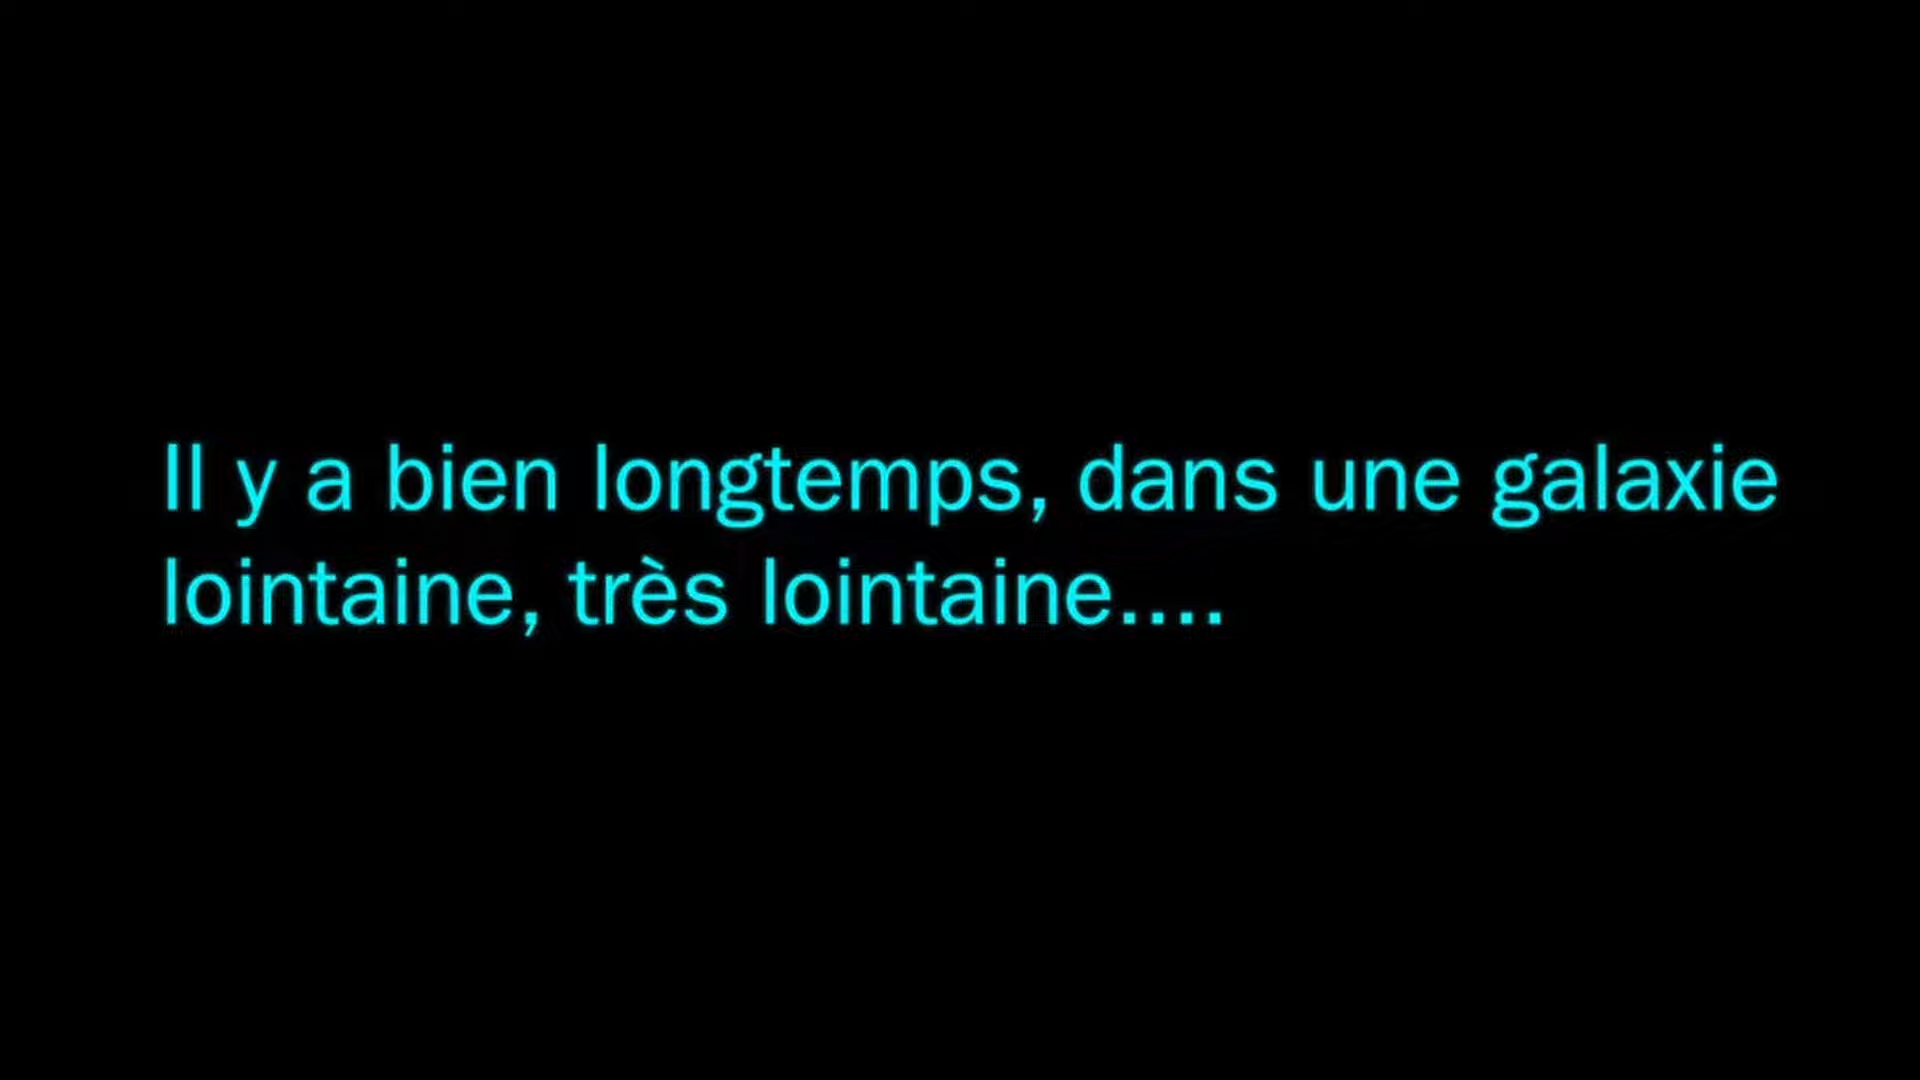 Il y a bien longtemps, dans une galaxie
lointaine, très lointaine....